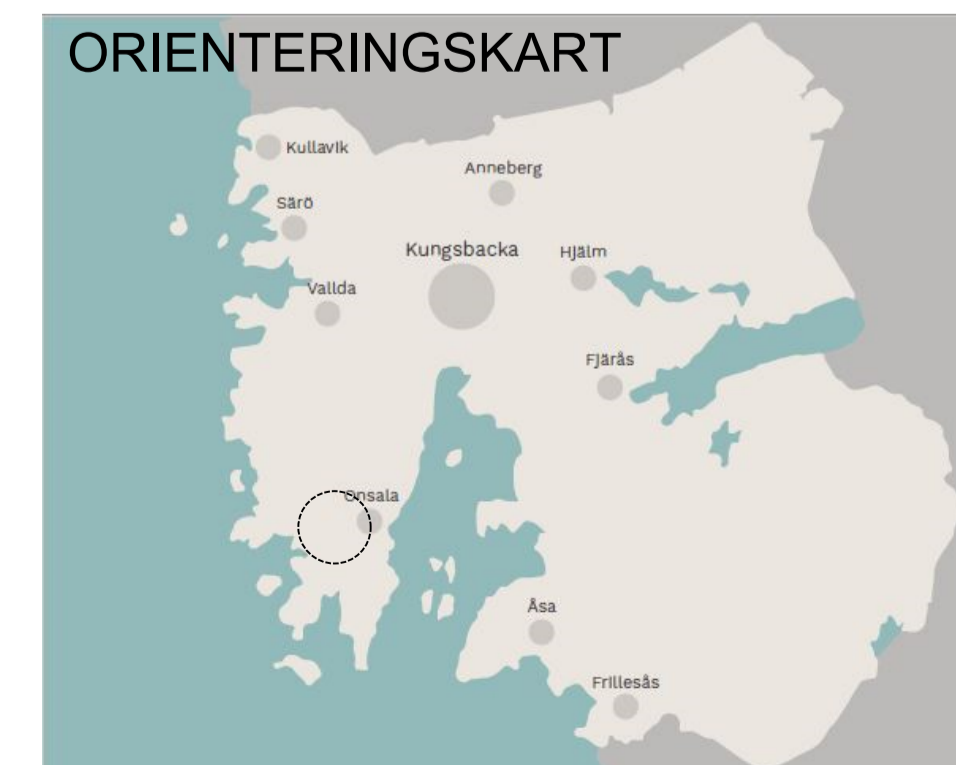 ORIENTERINGSKART
Kullavik
Anneberg
Särö
Kungsbacka
Hjälm
Vallda
Fjärås
Onsala
Åsa
Frillesås